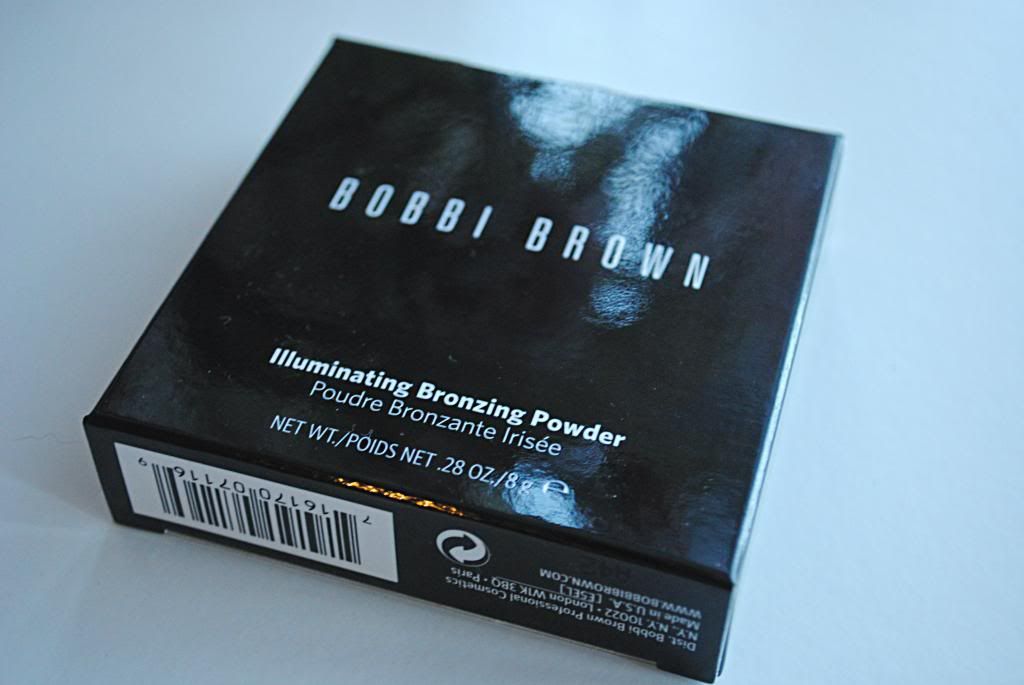 BOBBI BROWN
Illuminating Bronzing Powder
Poudre Bronzante Irisée
NET WT./POIDS NET .28 OZ./8 g ℮
7 16170 07116 9
Dist. Bobbi Brown Professional Cosmetics
N.Y., N.Y. 10022 • London W1K 3BQ • Paris
Made in U.S.A. [ESEL]
WWW.BOBBIBROWN.COM